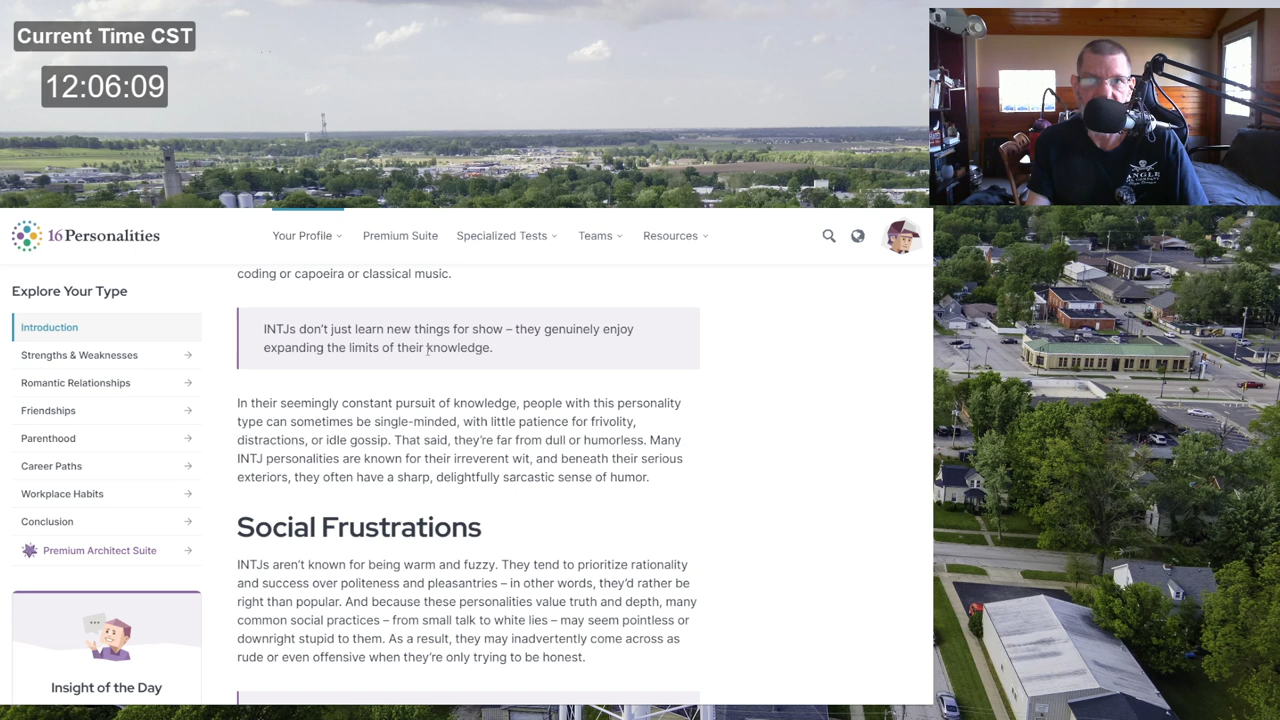 Current Time CST
12:06:09
16Personalities
Your Profile
Premium Suite
Specialized Tests
Teams
Resources
Explore Your Type
Introduction
Strengths & Weaknesses
Romantic Relationships
Friendships
Parenthood
Career Paths
Workplace Habits
Conclusion
Premium Architect Suite
Insight of the Day
coding or capoeira or classical music.
INTJs don’t just learn new things for show – they genuinely enjoy
expanding the limits of their knowledge.
In their seemingly constant pursuit of knowledge, people with this personality
type can sometimes be single-minded, with little patience for frivolity,
distractions, or idle gossip. That said, they’re far from dull or humorless. Many
INTJ personalities are known for their irreverent wit, and beneath their serious
exteriors, they often have a sharp, delightfully sarcastic sense of humor.
Social Frustrations
INTJs aren’t known for being warm and fuzzy. They tend to prioritize rationality
and success over politeness and pleasantries – in other words, they’d rather be
right than popular. And because these personalities value truth and depth, many
common social practices – from small talk to white lies – may seem pointless or
downright stupid to them. As a result, they may inadvertently come across as
rude or even offensive when they’re only trying to be honest.
ANGLE